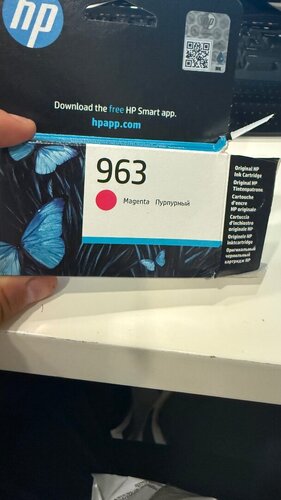 hp
Download the free HP Smart app.
hpapp.com
963
Magenta Пурпурный
Original HP
Ink Cartridge
Original HP
Tintenpatrone
Cartouche
d'encre
HP originale
Cartuccia
d'inchiostro
originale HP
Originele HP
inktcartridge
Оригинальный
чернильный
картридж HP